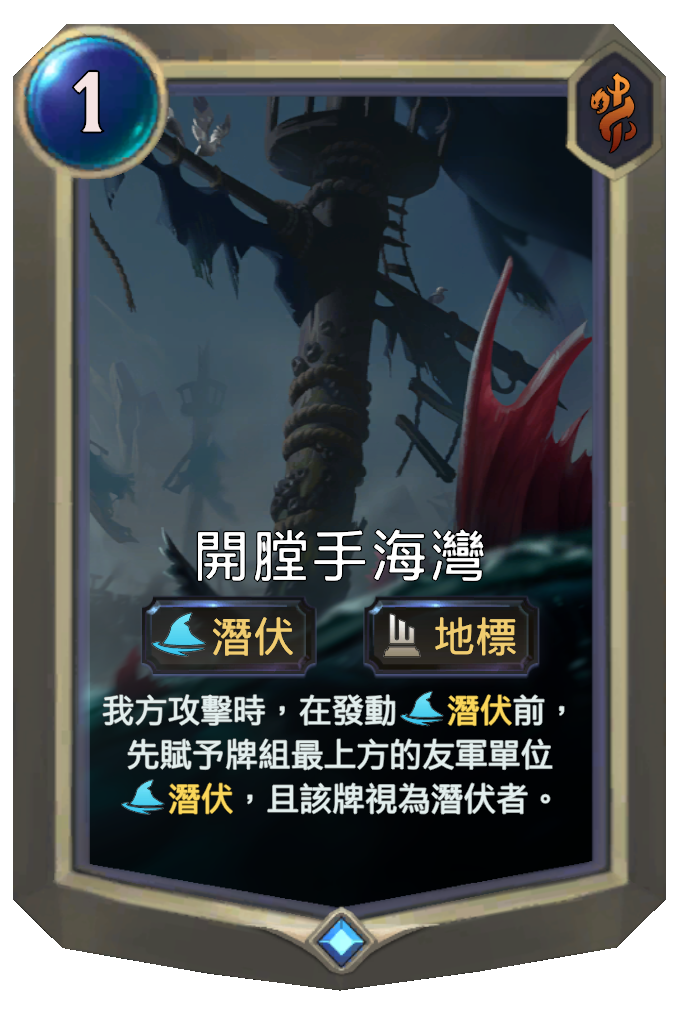 1
開膛手海灣
潛伏
地標
我方攻擊時，在發動潛伏前，
先賦予牌組最上方的友軍單位
潛伏，且該牌視為潛伏者。